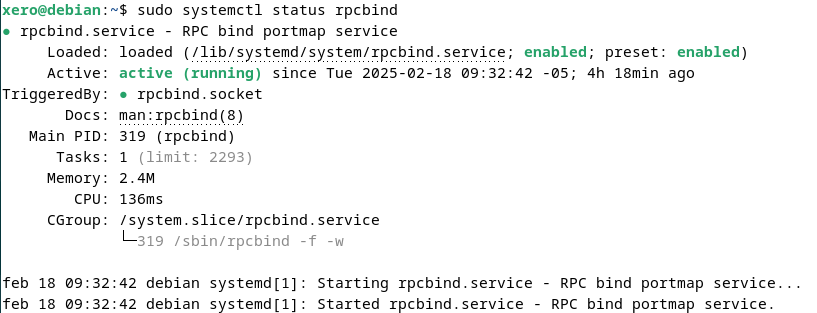 xero@debian:~$ sudo systemctl status rpcbind
● rpcbind.service - RPC bind portmap service
     Loaded: loaded (/lib/systemd/system/rpcbind.service; enabled; preset: enabled)
     Active: active (running) since Tue 2025-02-18 09:32:42 -05; 4h 18min ago
TriggeredBy: ● rpcbind.socket
       Docs: man:rpcbind(8)
   Main PID: 319 (rpcbind)
      Tasks: 1 (limit: 2293)
     Memory: 2.4M
        CPU: 136ms
     CGroup: /system.slice/rpcbind.service
             └─319 /sbin/rpcbind -f -w

feb 18 09:32:42 debian systemd[1]: Starting rpcbind.service - RPC bind portmap service...
feb 18 09:32:42 debian systemd[1]: Started rpcbind.service - RPC bind portmap service.